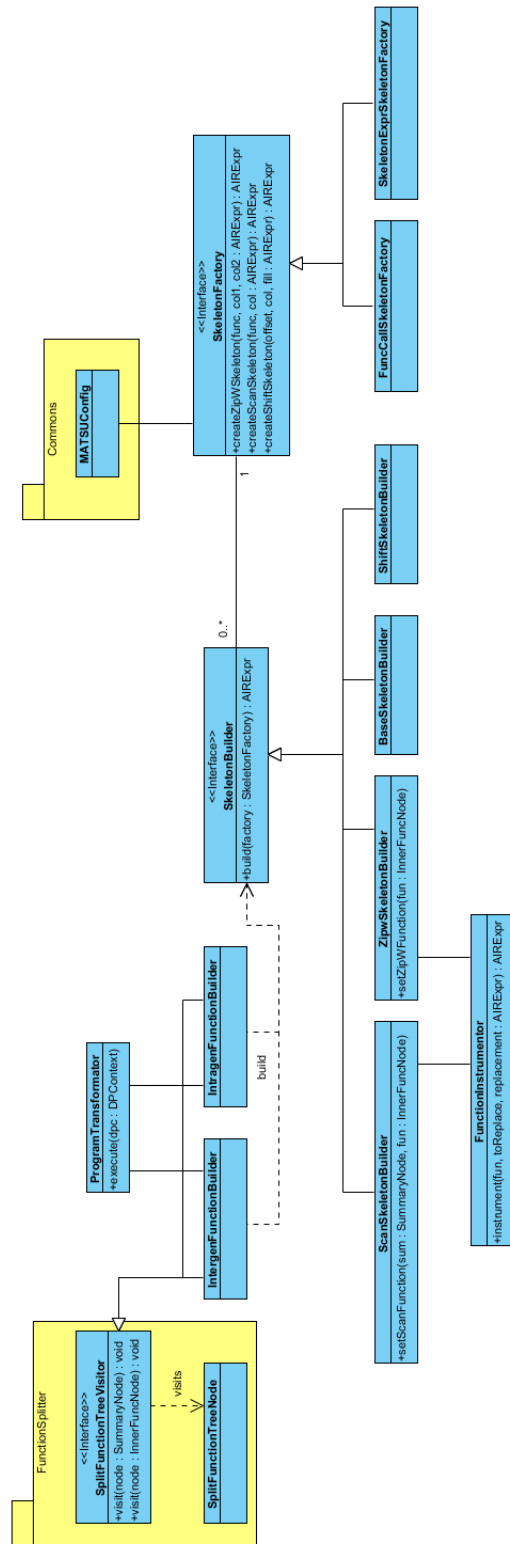 FunctionSplitter
<<Interface>>
SplitFunctionTreeVisitor
+visit(node : SummaryNode) : void
+visit(node : InnerFuncNode) : void
visits
SplitFunctionTreeNode
ProgramTransformator
+execute(dpc : DPContext)
IntergenFunctionBuilder
IntragenFunctionBuilder
build
<<Interface>>
SkeletonBuilder
+build(factory : SkeletonFactory) : AIRExpr
0..*
1
Commons
MATSUConfig
<<Interface>>
SkeletonFactory
+createZipWSkeleton(func, col1, col2 : AIRExpr) : AIRExpr
+createScanSkeleton(func, col : AIRExpr) : AIRExpr
+createShiftSkeleton(offset, col, fill : AIRExpr) : AIRExpr
ScanSkeletonBuilder
+setScanFunction(sum : SummaryNode, fun : InnerFuncNode)
ZipwSkeletonBuilder
+setZipWFunction(fun : InnerFuncNode)
BaseSkeletonBuilder
ShiftSkeletonBuilder
FuncCallSkeletonFactory
SkeletonExprSkeletonFactory
FunctionInstrumentor
+instrument(fun, toReplace, replacement : AIRExpr) : AIRExpr